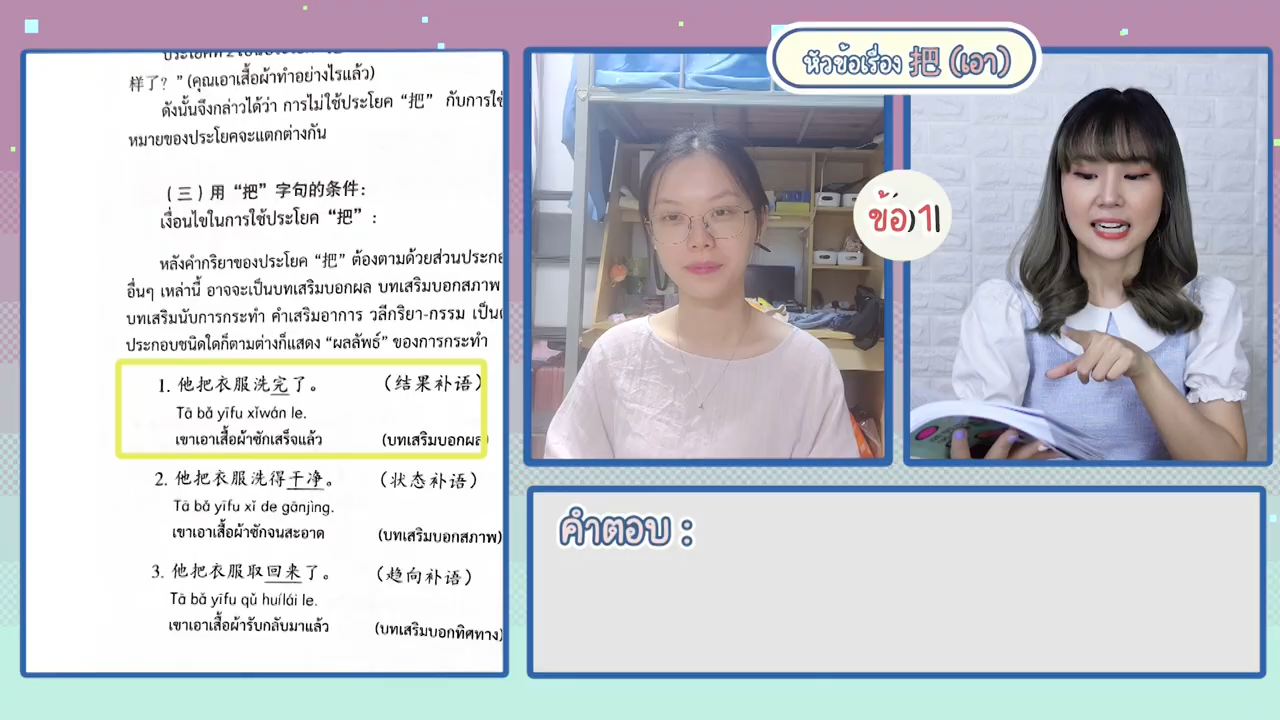 หัวข้อเรื่อง 把 (เอา)
样了？” (คุณเอาเสื้อผ้าทำอย่างไรแล้ว)
ดังนั้นจึงกล่าวได้ว่า การไม่ใช้ประโยค “把” กับการใช้
หมายของประโยคจะแตกต่างกัน
（三）用“把”字句的条件：
เงื่อนไขในการใช้ประโยค “把” :
หลังคำกริยาของประโยค “把” ต้องตามด้วยส่วนประกอ
อื่นๆ เหล่านี้ อาจจะเป็นบทเสริมบอกผล บทเสริมบอกสภาพ
บทเสริมนับการกระทำ คำเสริมอาการ วลีกริยา-กรรม เป็นต
ประกอบชนิดใดก็ตามต่างก็แสดง “ผลลัพธ์” ของการกระทำ
1. 他把衣服洗完了。 （结果补语）
Tā bǎ yīfu xǐwán le.
เขาเอาเสื้อผ้าซักเสร็จแล้ว (บทเสริมบอกผล)
2. 他把衣服洗得干净。 （状态补语）
Tā bǎ yīfu xǐ de gānjìng.
เขาเอาเสื้อผ้าซักจนสะอาด (บทเสริมบอกสภาพ)
3. 他把衣服取回来了。 （趋向补语）
Tā bǎ yīfu qǔ huílái le.
เขาเอาเสื้อผ้ารับกลับมาแล้ว (บทเสริมบอกทิศทาง)
ข้อ 1
คำตอบ :